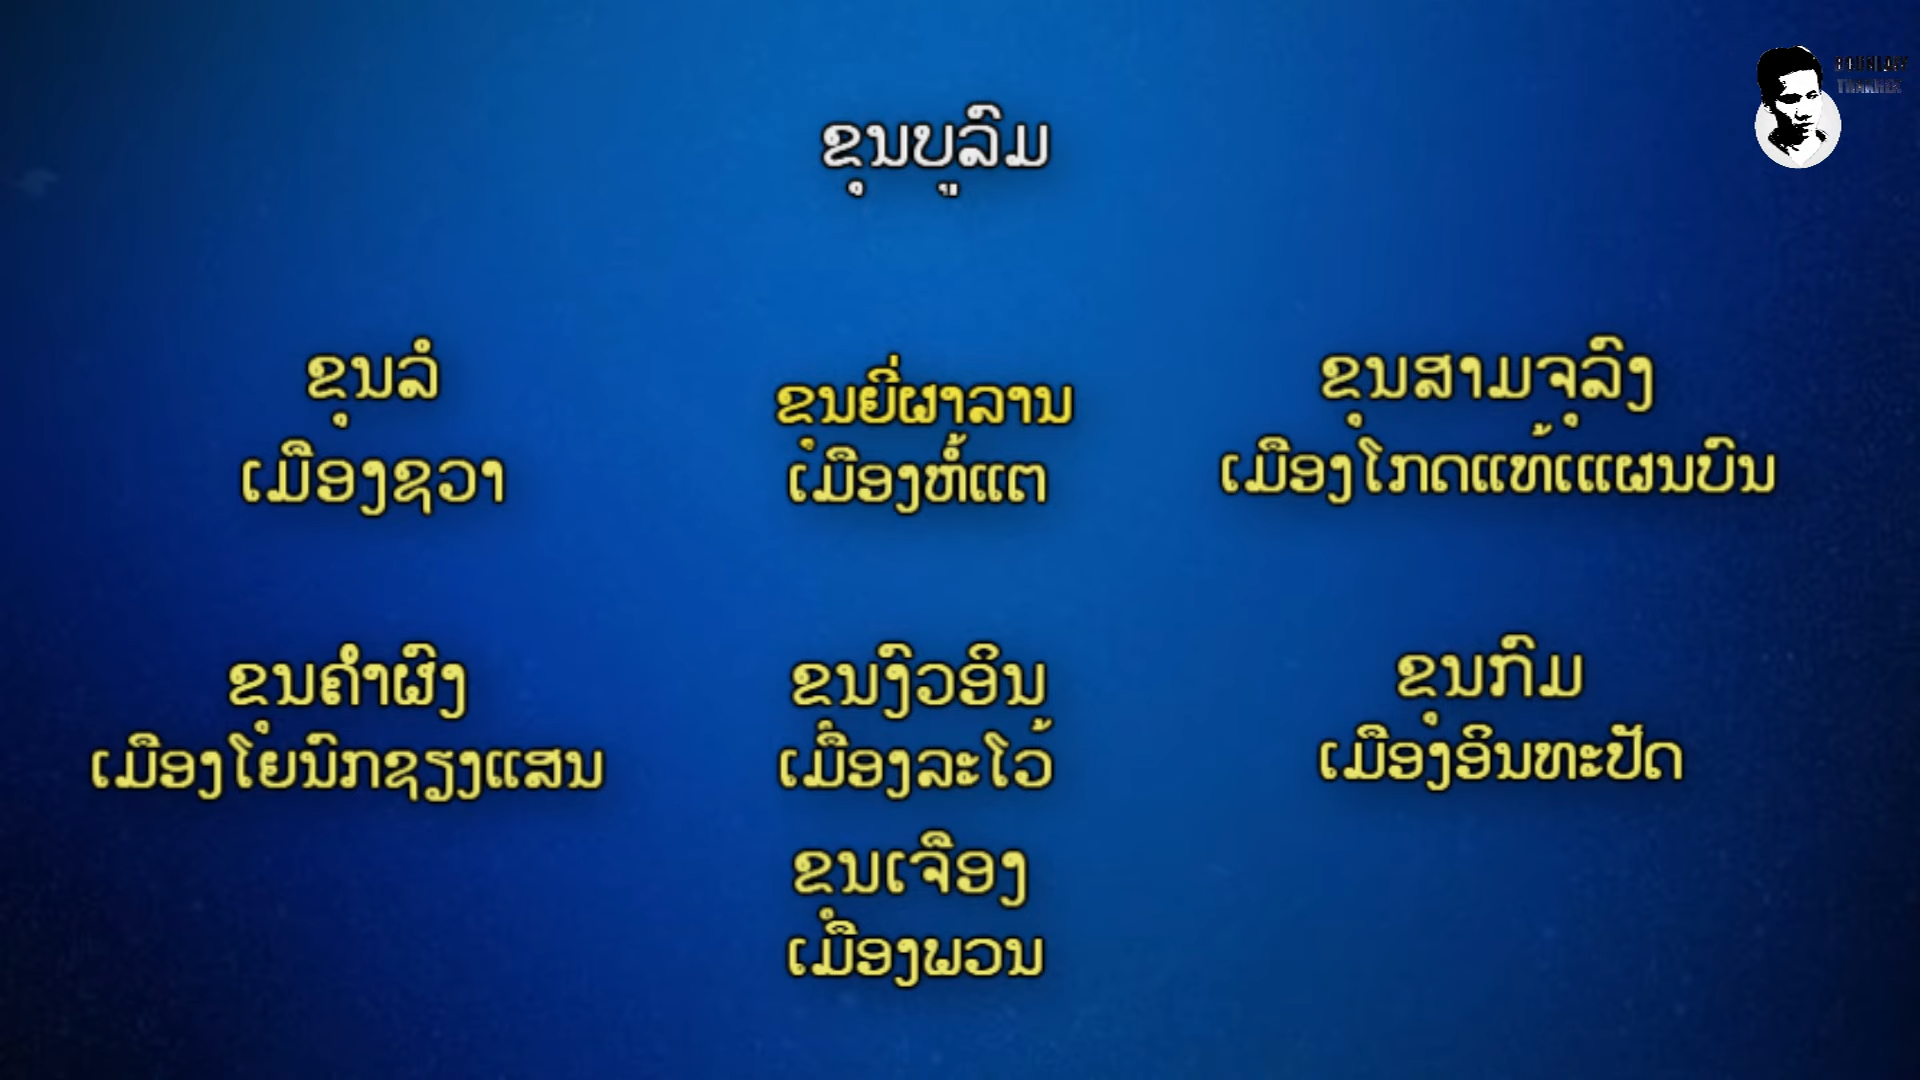 ຂຸນບູລົມ
ຂຸນລໍ
ເມືອງຊວາ
ຂຸນຍີ່ຜາລານ
ເມືອງຫໍ້ແຕ
ຂຸນສາມຈຸລົງ
ເມືອງໂກດແທ້ແຜນບົນ
ຂຸນຄຳຜົງ
ເມືອງໂຍນົກຊຽງແສນ
ຂຸນງົວອິນ
ເມືອງລະໂວ້
ຂຸນກົມ
ເມືອງອິນທະປັດ
ຂຸນເຈືອງ
ເມືອງພວນ